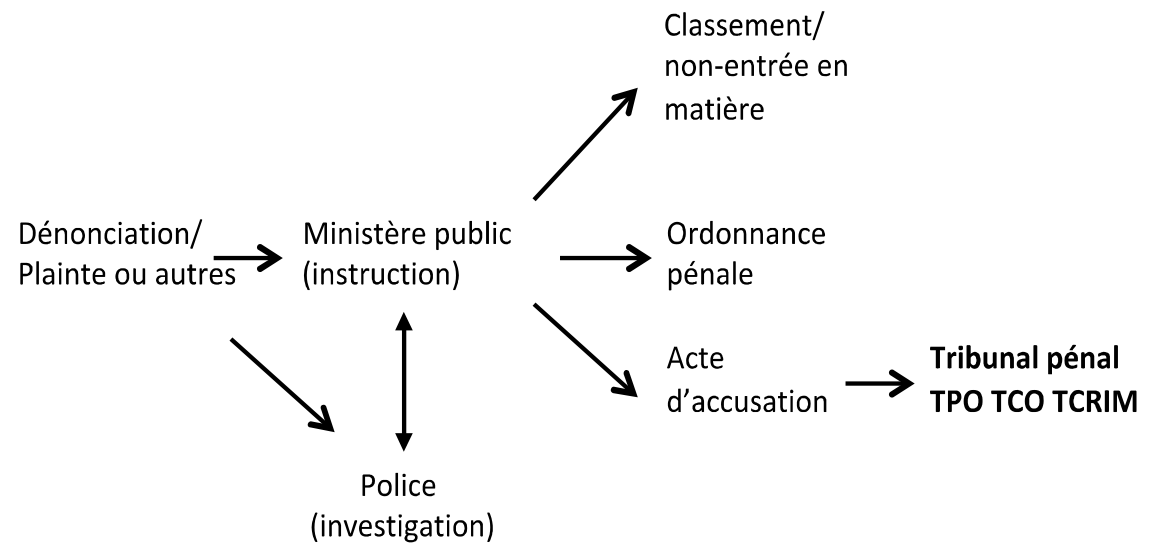 Classement/
non-entrée en
matière
Dénonciation/
Plainte ou autres
Ministère public
(instruction)
Ordonnance
pénale
Acte
d’accusation
Tribunal pénal
TPO TCO TCRIM
Police
(investigation)